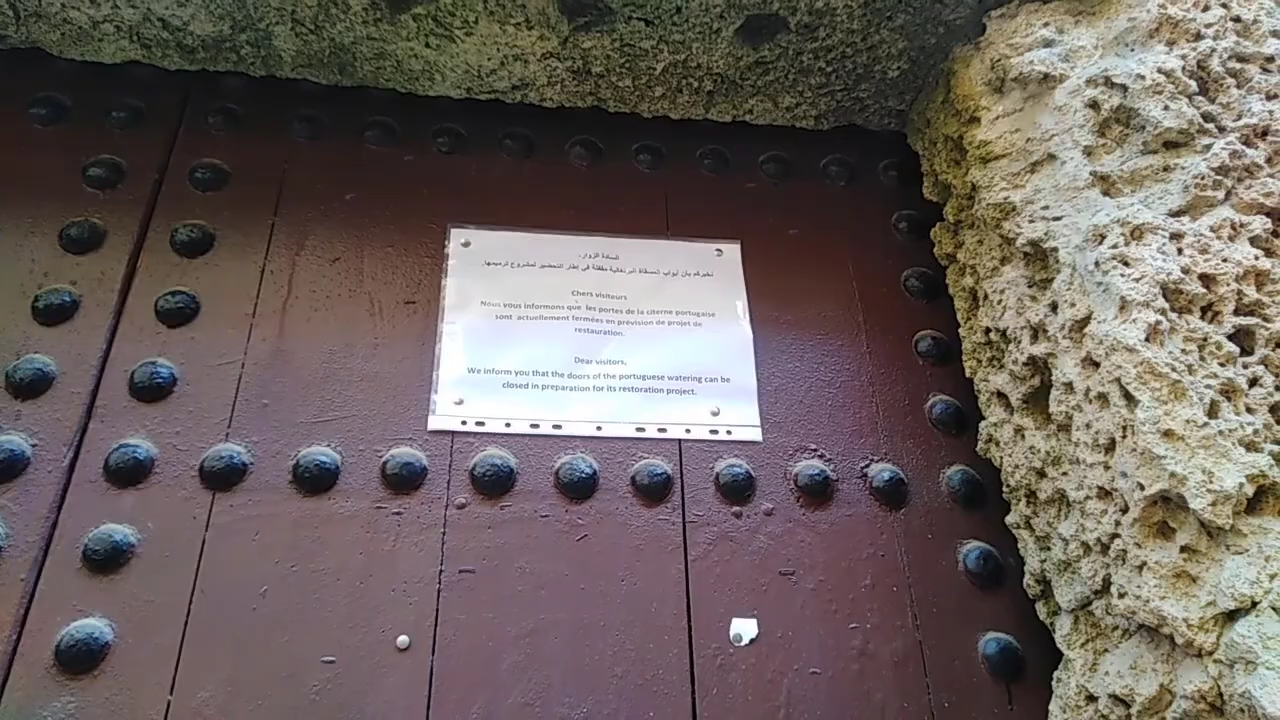 السادة الزوار،
نخبركم بأن أبواب المسقاة البرتغالية مقفلة في إطار التحضير لمشروع ترميمها.
Chers visiteurs
Nous vous informons que les portes de la citerne portugaise
sont actuellement fermées en prévision de projet de
restauration.
Dear visitors,
We inform you that the doors of the portuguese watering can be
closed in preparation for its restoration project.